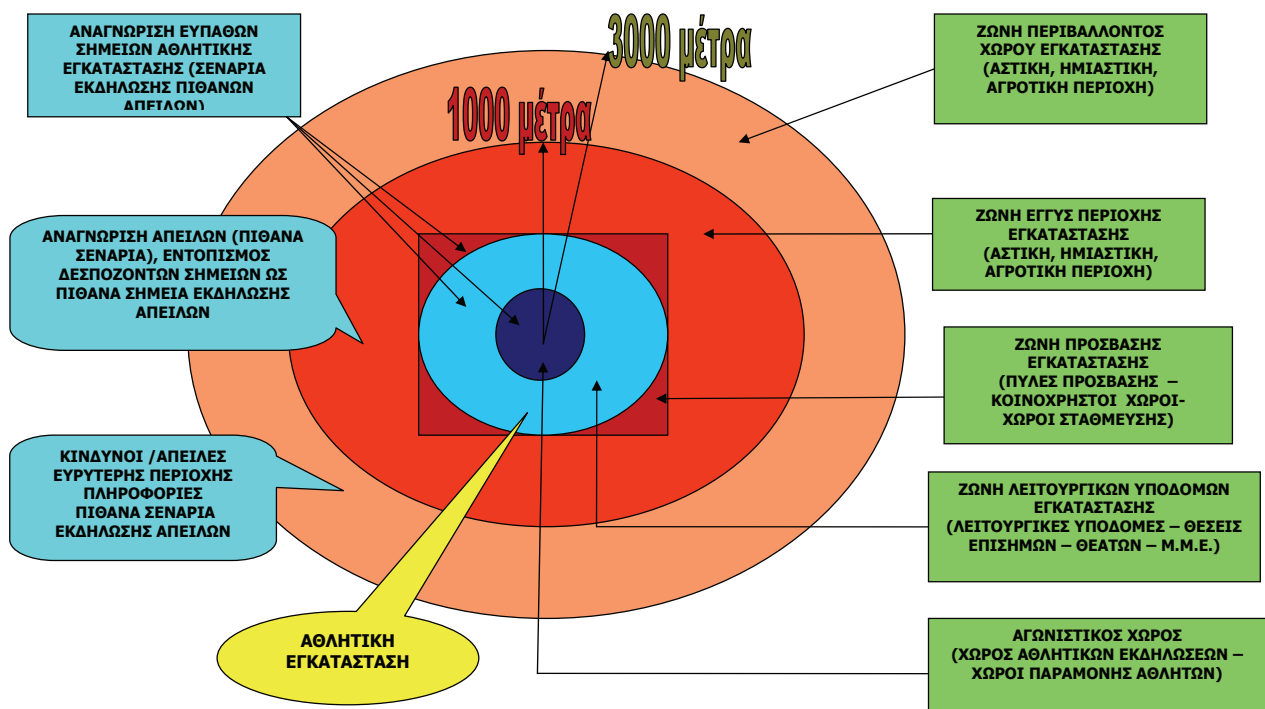 ΑΝΑΓΝΩΡΙΣΗ ΕΥΠΑΘΩΝ
ΣΗΜΕΙΩΝ ΑΘΛΗΤΙΚΗΣ
ΕΓΚΑΤΑΣΤΑΣΗΣ (ΣΕΝΑΡΙΑ
ΕΚΔΗΛΩΣΗΣ ΠΙΘΑΝΩΝ
ΑΠΕΙΛΩΝ)
3000 μέτρα
1000 μέτρα
ΖΩΝΗ ΠΕΡΙΒΑΛΛΟΝΤΟΣ
ΧΩΡΟΥ ΕΓΚΑΤΑΣΤΑΣΗΣ
(ΑΣΤΙΚΗ, ΗΜΙΑΣΤΙΚΗ,
ΑΓΡΟΤΙΚΗ ΠΕΡΙΟΧΗ)
ΑΝΑΓΝΩΡΙΣΗ ΑΠΕΙΛΩΝ (ΠΙΘΑΝΑ
ΣΕΝΑΡΙΑ), ΕΝΤΟΠΙΣΜΟΣ
ΔΕΣΠΟΖΟΝΤΩΝ ΣΗΜΕΙΩΝ ΩΣ
ΠΙΘΑΝΑ ΣΗΜΕΙΑ ΕΚΔΗΛΩΣΗΣ
ΑΠΕΙΛΩΝ
ΖΩΝΗ ΕΓΓΥΣ ΠΕΡΙΟΧΗΣ
ΕΓΚΑΤΑΣΤΑΣΗΣ
(ΑΣΤΙΚΗ, ΗΜΙΑΣΤΙΚΗ,
ΑΓΡΟΤΙΚΗ ΠΕΡΙΟΧΗ)
ΖΩΝΗ ΠΡΟΣΒΑΣΗΣ
ΕΓΚΑΤΑΣΤΑΣΗΣ
(ΠΥΛΕΣ ΠΡΟΣΒΑΣΗΣ –
ΚΟΙΝΟΧΡΗΣΤΟΙ ΧΩΡΟΙ-
ΧΩΡΟΙ ΣΤΑΘΜΕΥΣΗΣ)
ΚΙΝΔΥΝΟΙ /ΑΠΕΙΛΕΣ
ΕΥΡΥΤΕΡΗΣ ΠΕΡΙΟΧΗΣ
ΠΛΗΡΟΦΟΡΙΕΣ
ΠΙΘΑΝΑ ΣΕΝΑΡΙΑ
ΕΚΔΗΛΩΣΗΣ ΑΠΕΙΛΩΝ
ΖΩΝΗ ΛΕΙΤΟΥΡΓΙΚΩΝ ΥΠΟΔΟΜΩΝ
ΕΓΚΑΤΑΣΤΑΣΗΣ
(ΛΕΙΤΟΥΡΓΙΚΕΣ ΥΠΟΔΟΜΕΣ – ΘΕΣΕΙΣ
ΕΠΙΣΗΜΩΝ – ΘΕΑΤΩΝ – Μ.Μ.Ε.)
ΑΘΛΗΤΙΚΗ
ΕΓΚΑΤΑΣΤΑΣΗ
ΑΓΩΝΙΣΤΙΚΟΣ ΧΩΡΟΣ
(ΧΩΡΟΣ ΑΘΛΗΤΙΚΩΝ ΕΚΔΗΛΩΣΕΩΝ –
ΧΩΡΟΙ ΠΑΡΑΜΟΝΗΣ ΑΘΛΗΤΩΝ)